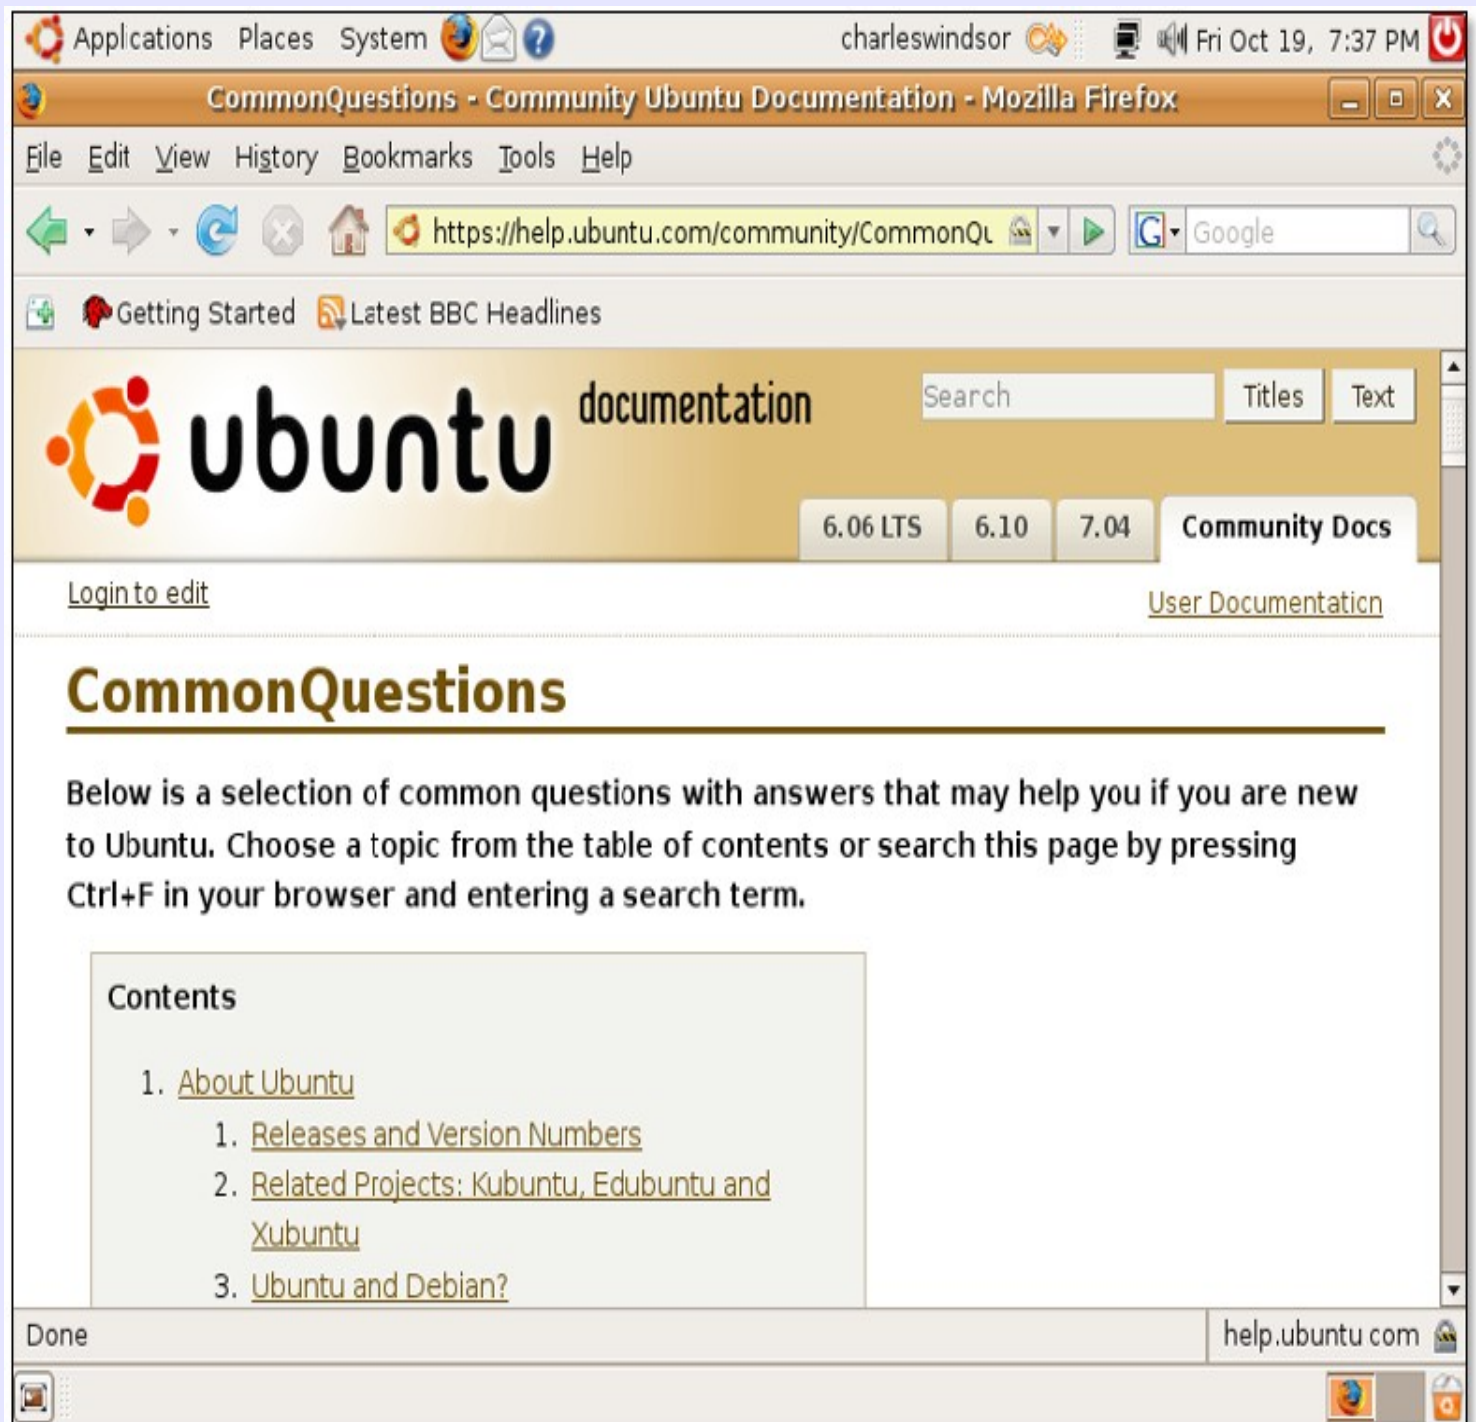 Applications Places System charleswindsor Fri Oct 19, 7:37 PM
CommonQuestions - Community Ubuntu Documentation - Mozilla Firefox
File Edit View History Bookmarks Tools Help
https://help.ubuntu.com/community/CommonQu G Google
Getting Started Latest BBC Headlines
ubuntu documentation Search Titles Text
6.06 LTS 6.10 7.04 Community Docs
Login to edit User Documentation
CommonQuestions
Below is a selection of common questions with answers that may help you if you are new
to Ubuntu. Choose a topic from the table of contents or search this page by pressing
Ctrl+F in your browser and entering a search term.
Contents
1. About Ubuntu
1. Releases and Version Numbers
2. Related Projects: Kubuntu, Edubuntu and
Xubuntu
3. Ubuntu and Debian?
Done help.ubuntu.com